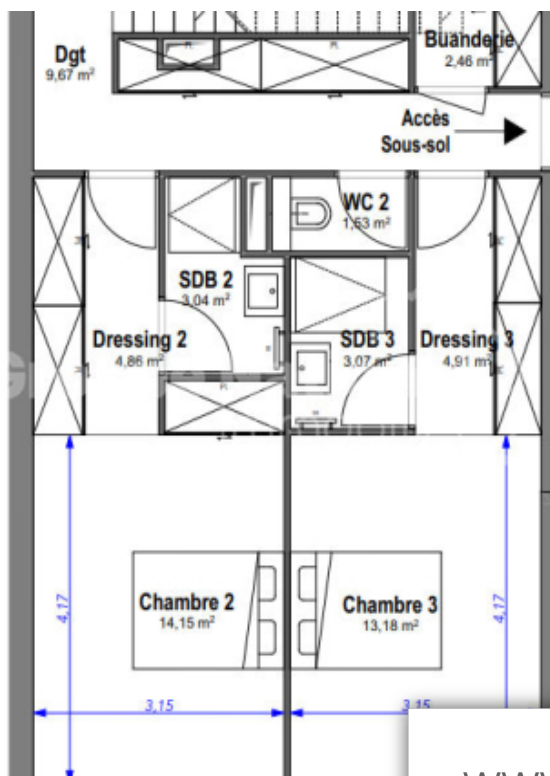 Dgt
9,67 m²
Buanderie
2,46 m²
Accès
Sous-sol
WC 2
1,53 m²
SDB 2
3,04 m²
Dressing 2
4,86 m²
SDB 3
3,07 m²
Dressing 3
4,91 m²
4,17
Chambre 2
14,15 m²
Chambre 3
13,18 m²
4,17
3,15
3,15